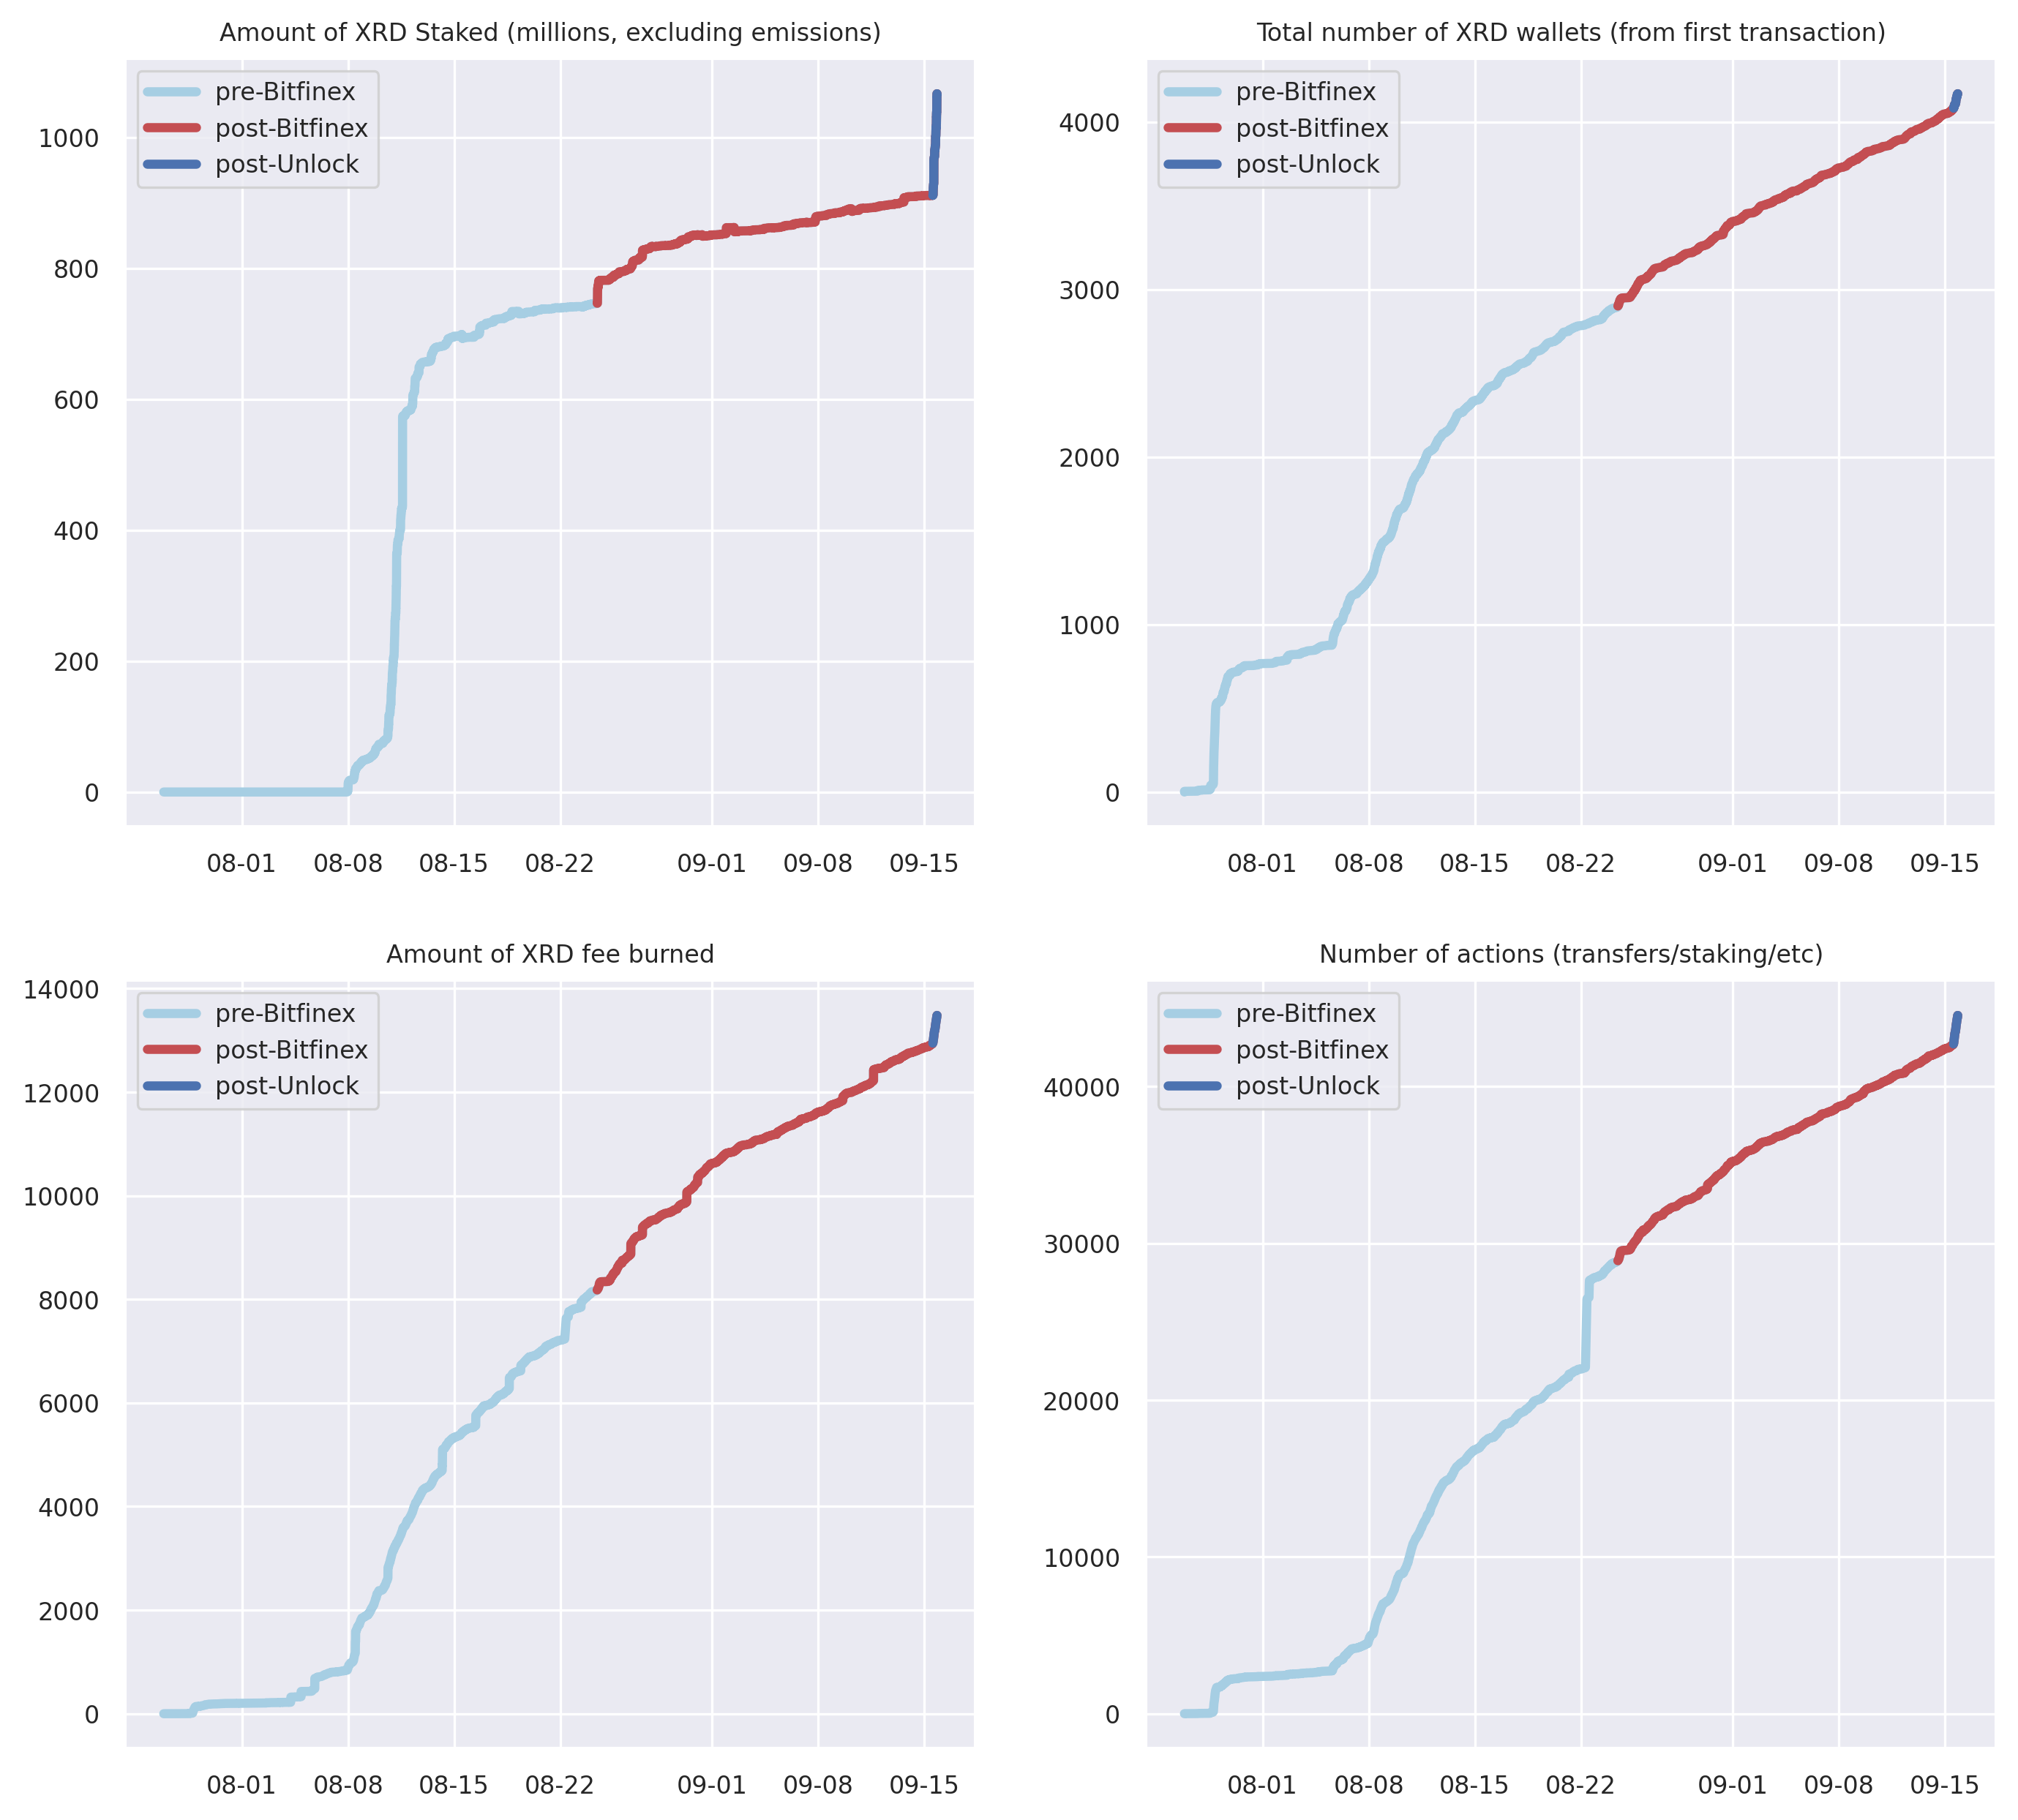 Amount of XRD Staked (millions, excluding emissions)
pre-Bitfinex
post-Bitfinex
post-Unlock
1000
800
600
400
200
0
08-01 08-08 08-15 08-22 09-01 09-08 09-15
Total number of XRD wallets (from first transaction)
pre-Bitfinex
post-Bitfinex
post-Unlock
4000
3000
2000
1000
0
08-01 08-08 08-15 08-22 09-01 09-08 09-15
Amount of XRD fee burned
pre-Bitfinex
post-Bitfinex
post-Unlock
14000
12000
10000
8000
6000
4000
2000
0
08-01 08-08 08-15 08-22 09-01 09-08 09-15
Number of actions (transfers/staking/etc)
pre-Bitfinex
post-Bitfinex
post-Unlock
40000
30000
20000
10000
0
08-01 08-08 08-15 08-22 09-01 09-08 09-15